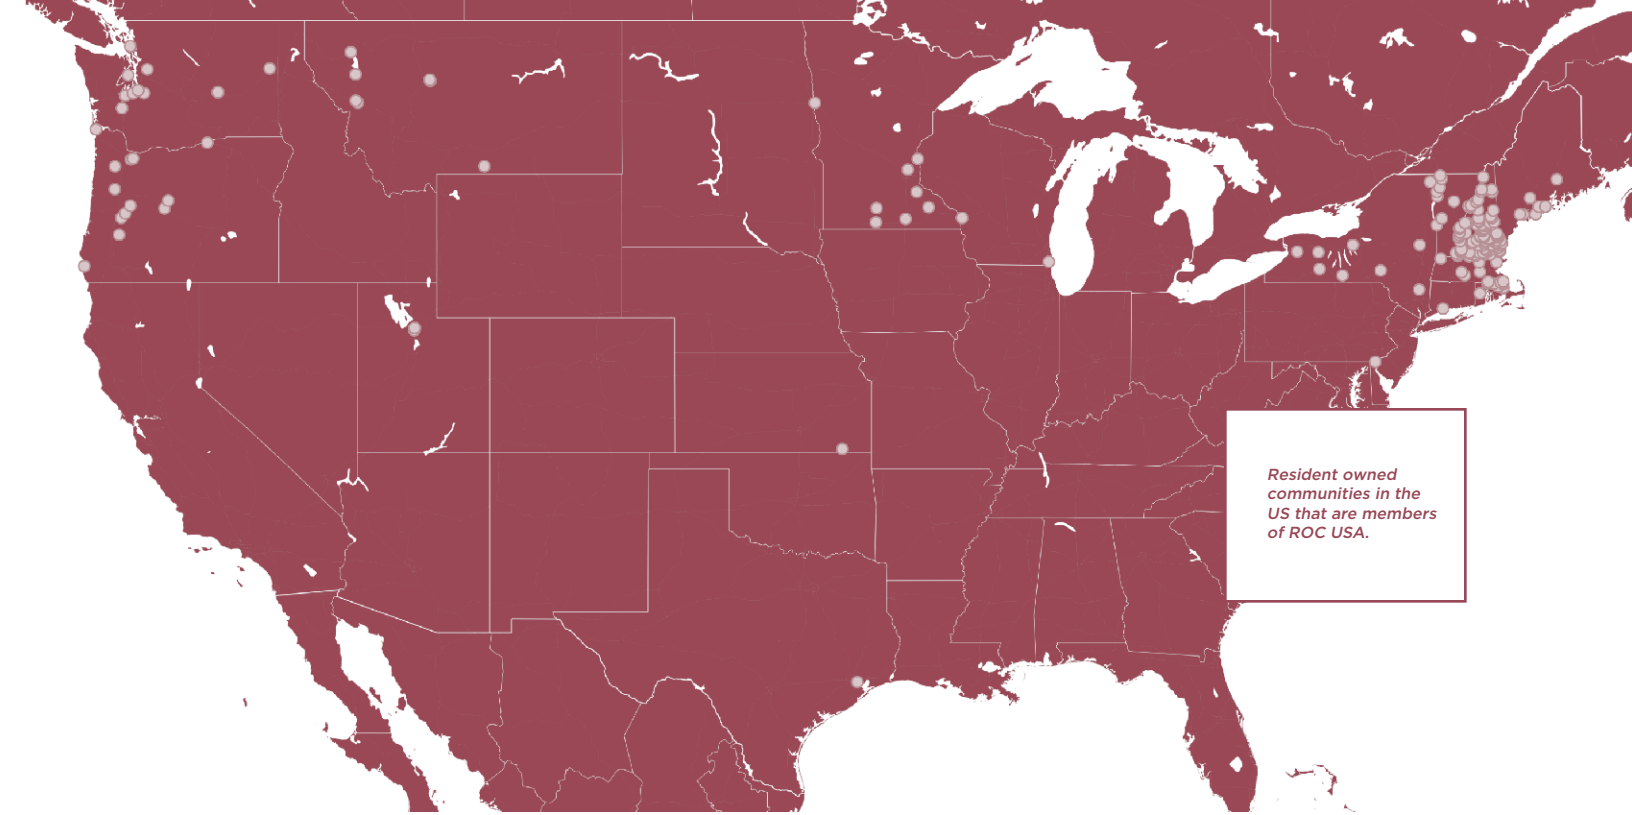 Resident owned
communities in the
US that are members
of ROC USA.